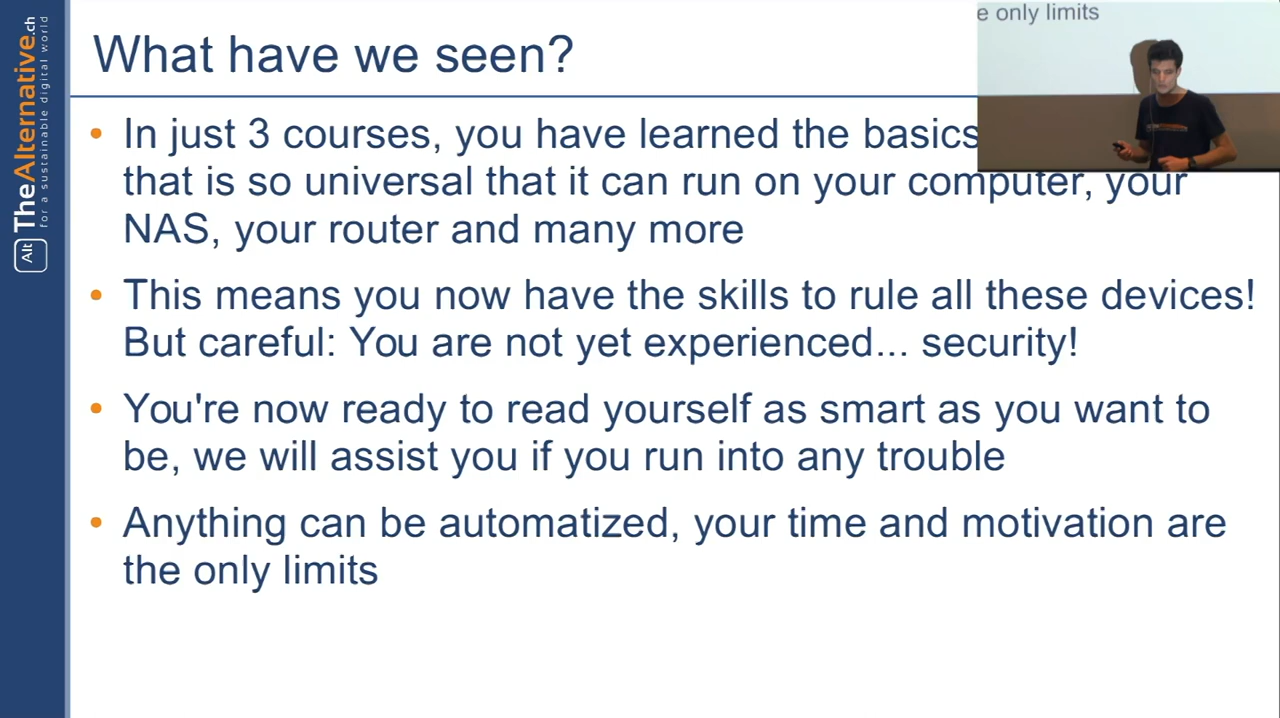 TheAlternative.ch
for a sustainable digital world
Alt
What have we seen?
e only limits
• In just 3 courses, you have learned the basics
that is so universal that it can run on your computer, your
NAS, your router and many more
• This means you now have the skills to rule all these devices!
But careful: You are not yet experienced... security!
• You're now ready to read yourself as smart as you want to
be, we will assist you if you run into any trouble
• Anything can be automatized, your time and motivation are
the only limits